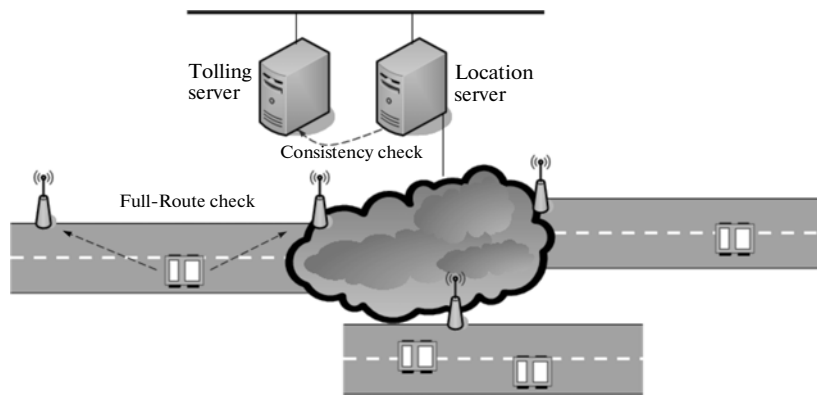 Tolling
server
Location
server
Consistency check
Full-Route check